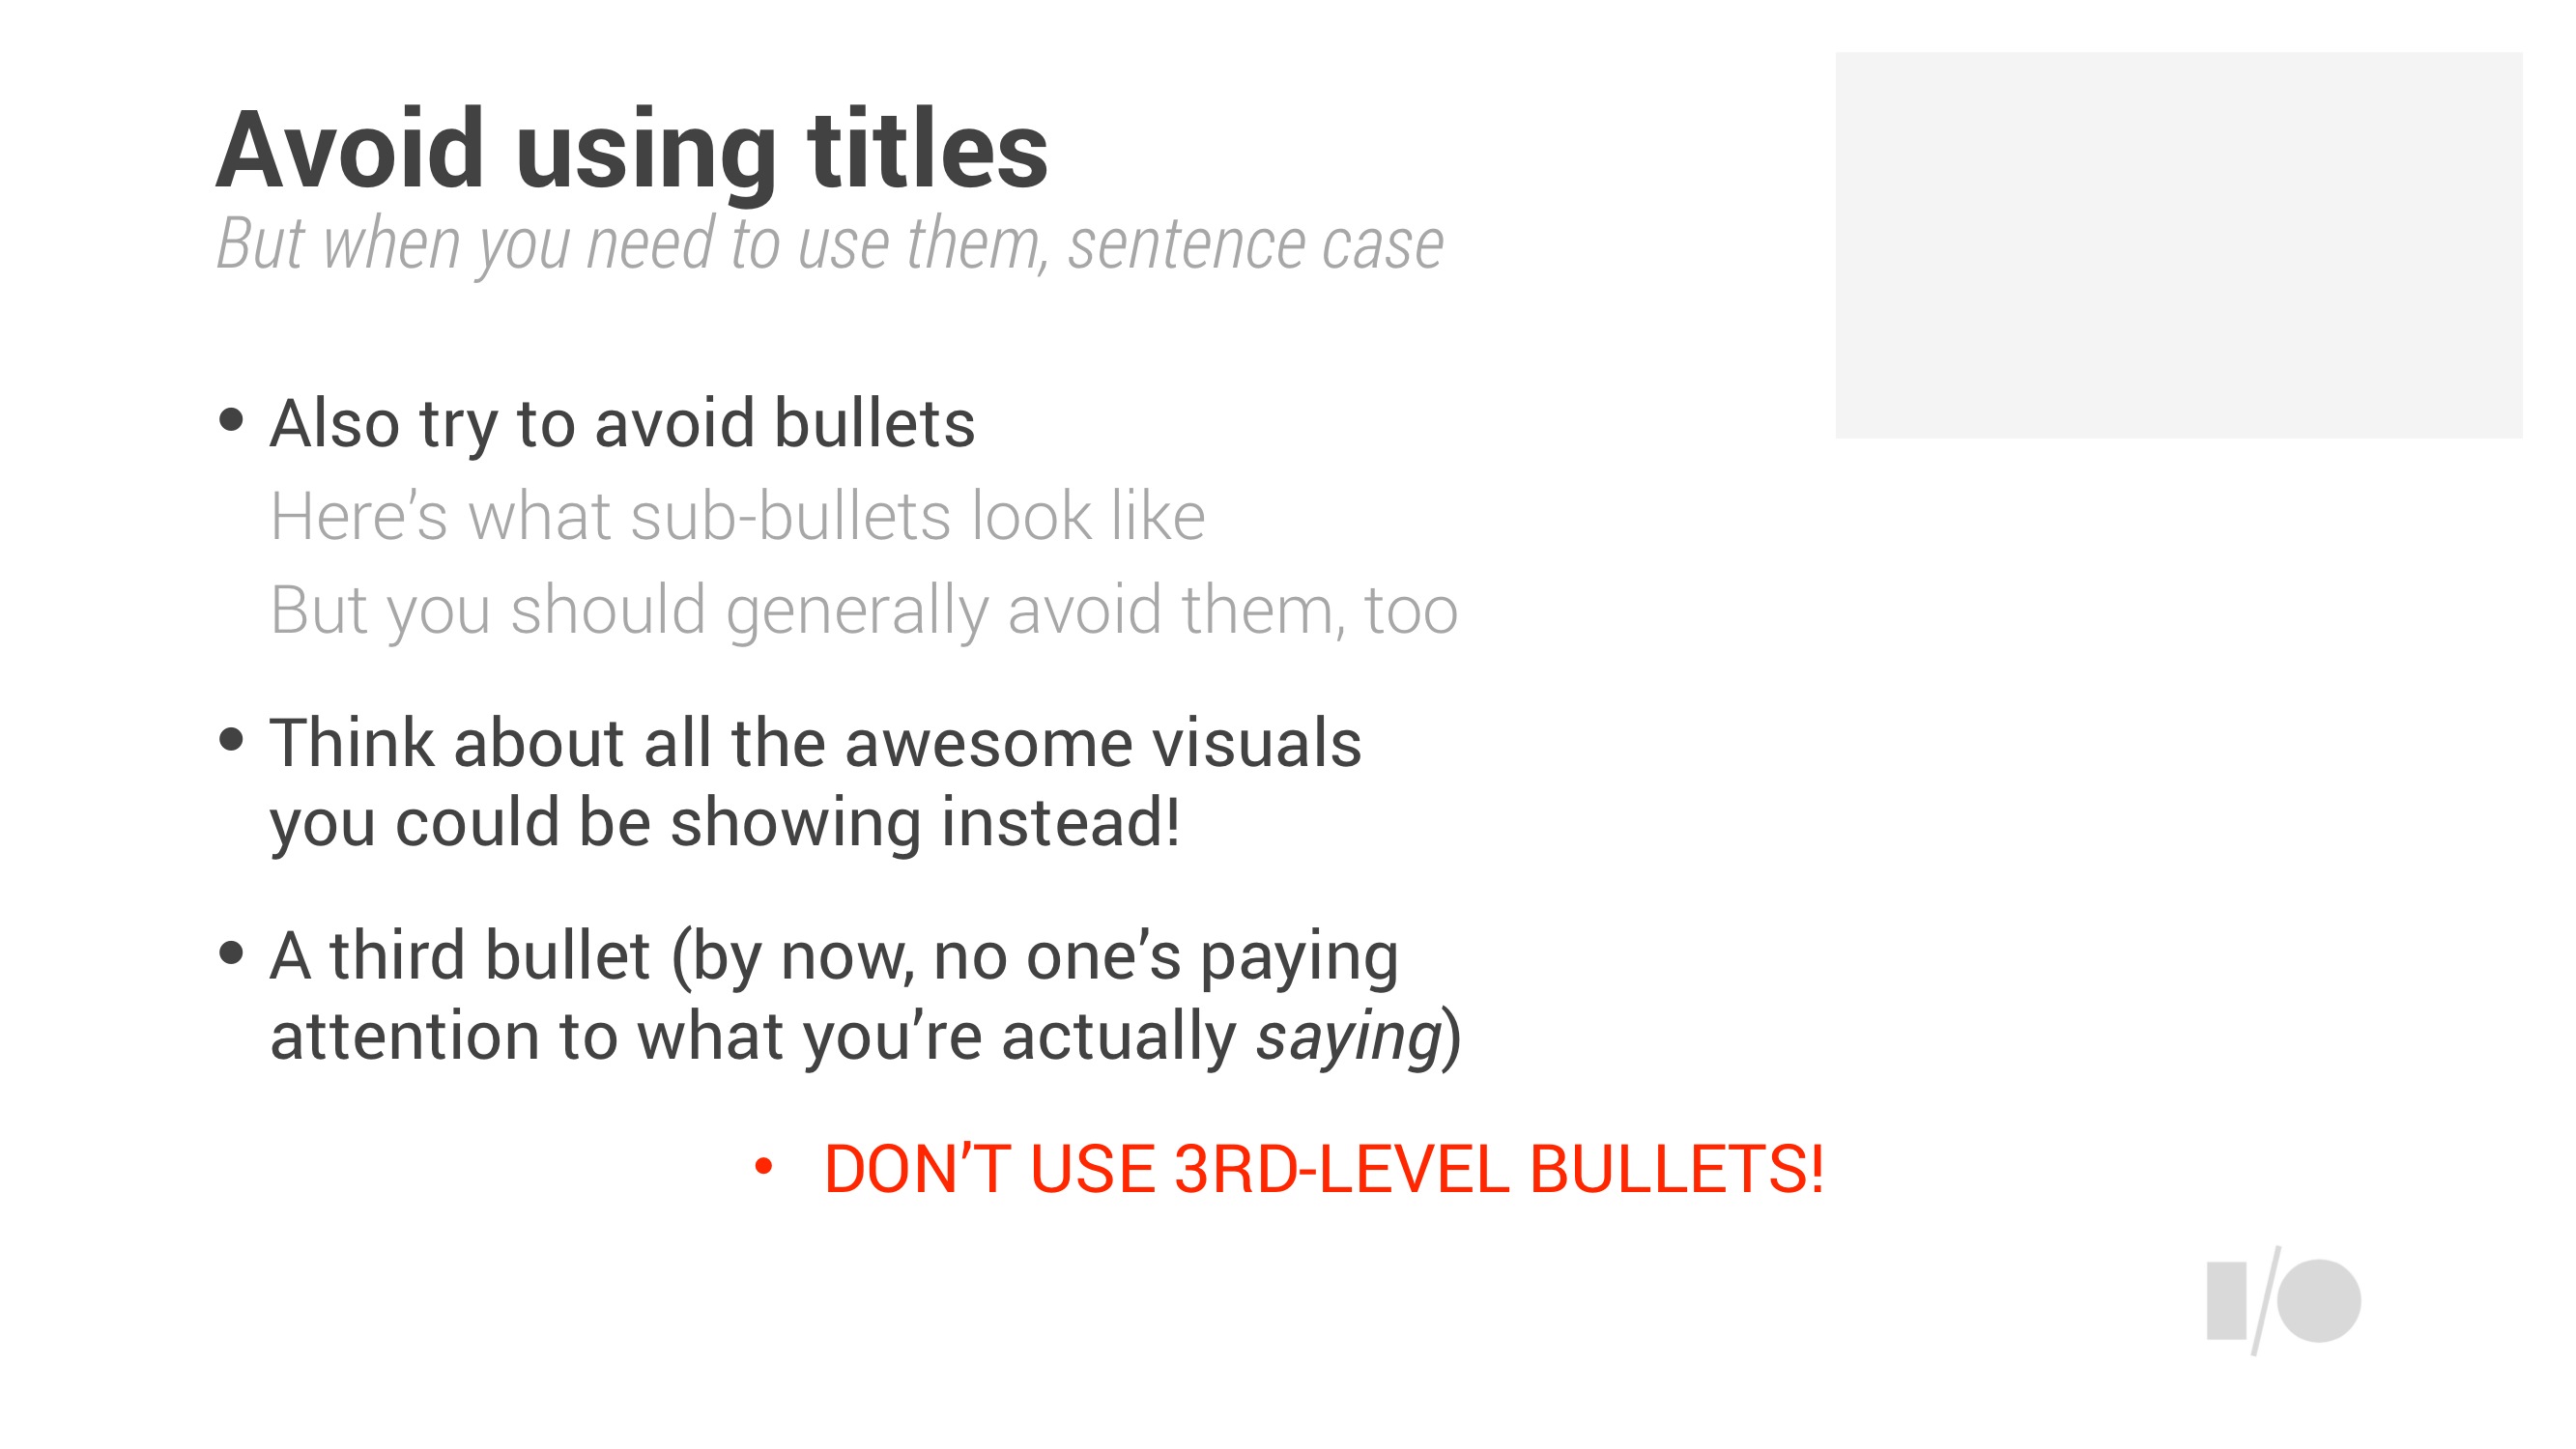 Avoid using titles
But when you need to use them, sentence case
• Also try to avoid bullets
Here’s what sub-bullets look like
But you should generally avoid them, too
• Think about all the awesome visuals
you could be showing instead!
• A third bullet (by now, no one’s paying
attention to what you’re actually saying)
• DON’T USE 3RD-LEVEL BULLETS!
I/O